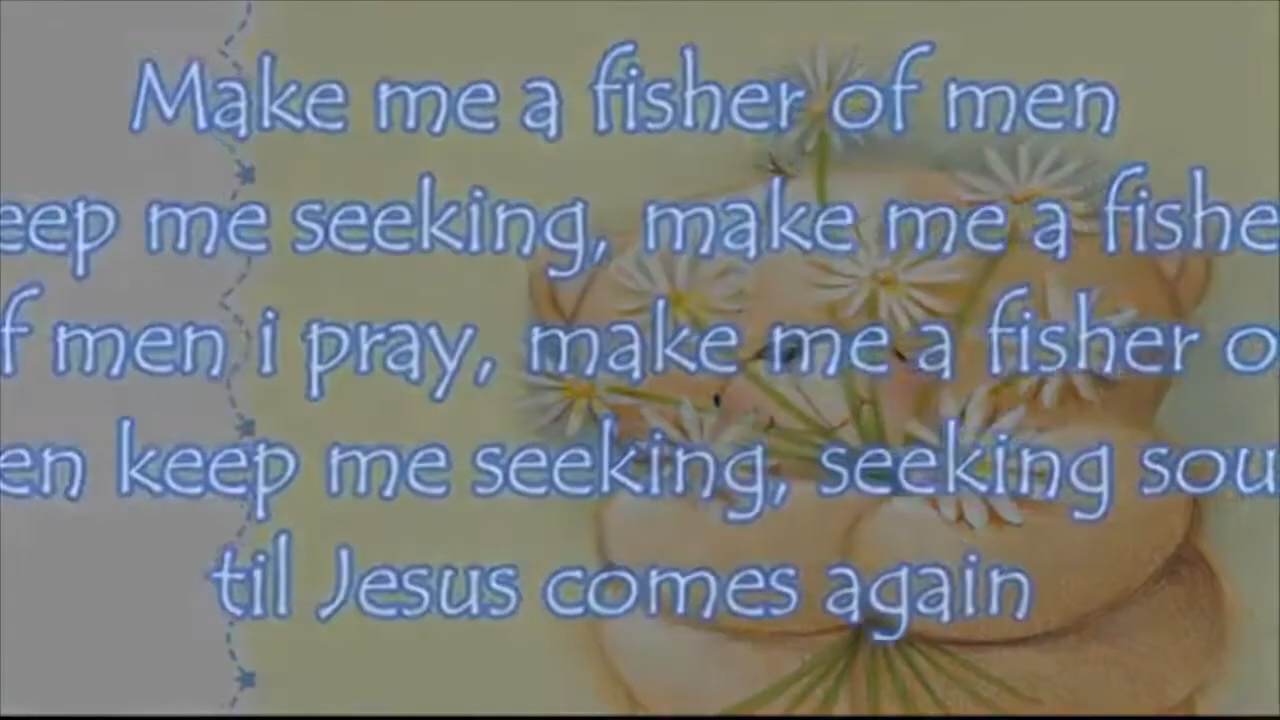 Make me a fisher of men
eep me seeking, make me a fishe
f men i pray, make me a fisher o
en keep me seeking, seeking sou
til Jesus comes again